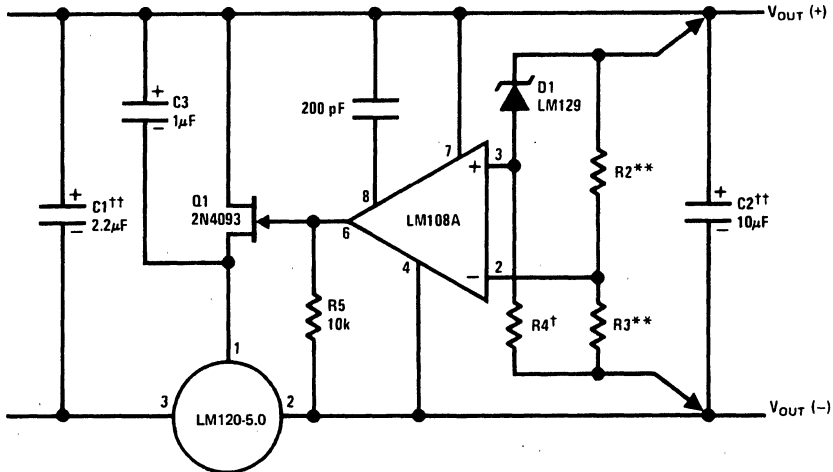 VOUT (+)
+
C3
1µF
−
200 pF
D1
LM129
7
3
+
R2**
8
+
C1††
2.2µF
−
Q1
2N4093
LM108A
6
+
C2††
10µF
−
4
−
2
R5
10k
R4†
R3**
1
3
LM120-5.0
2
VOUT (−)